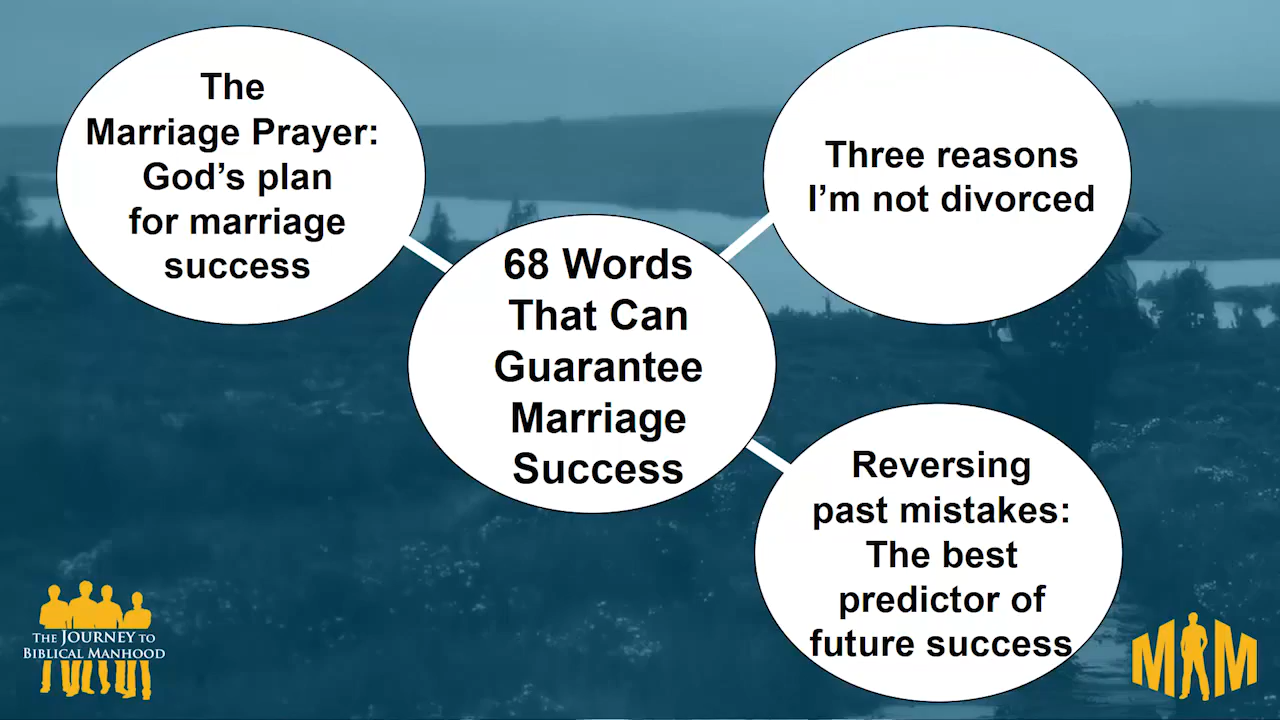 The
Marriage Prayer:
God’s plan
for marriage
success
Three reasons
I’m not divorced
68 Words
That Can
Guarantee
Marriage
Success
Reversing
past mistakes:
The best
predictor of
future success
THE JOURNEY TO
BIBLICAL MANHOOD
MIM